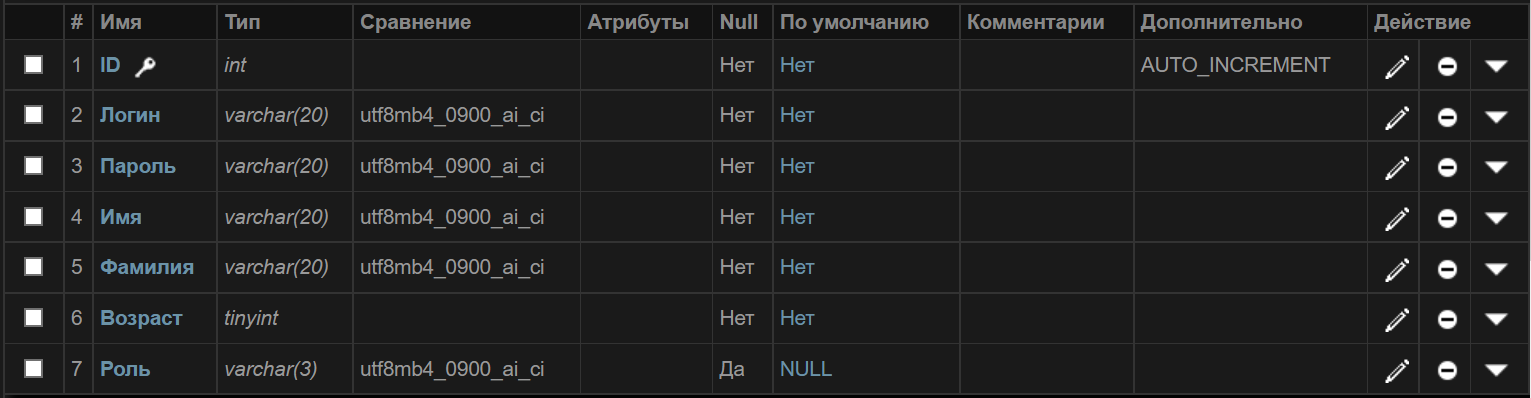 # Имя Тип Сравнение Атрибуты Null По умолчанию Комментарии Дополнительно Действие
1 ID int Нет Нет AUTO_INCREMENT
2 Логин varchar(20) utf8mb4_0900_ai_ci Нет Нет
3 Пароль varchar(20) utf8mb4_0900_ai_ci Нет Нет
4 Имя varchar(20) utf8mb4_0900_ai_ci Нет Нет
5 Фамилия varchar(20) utf8mb4_0900_ai_ci Нет Нет
6 Возраст tinyint Нет Нет
7 Роль varchar(3) utf8mb4_0900_ai_ci Да NULL